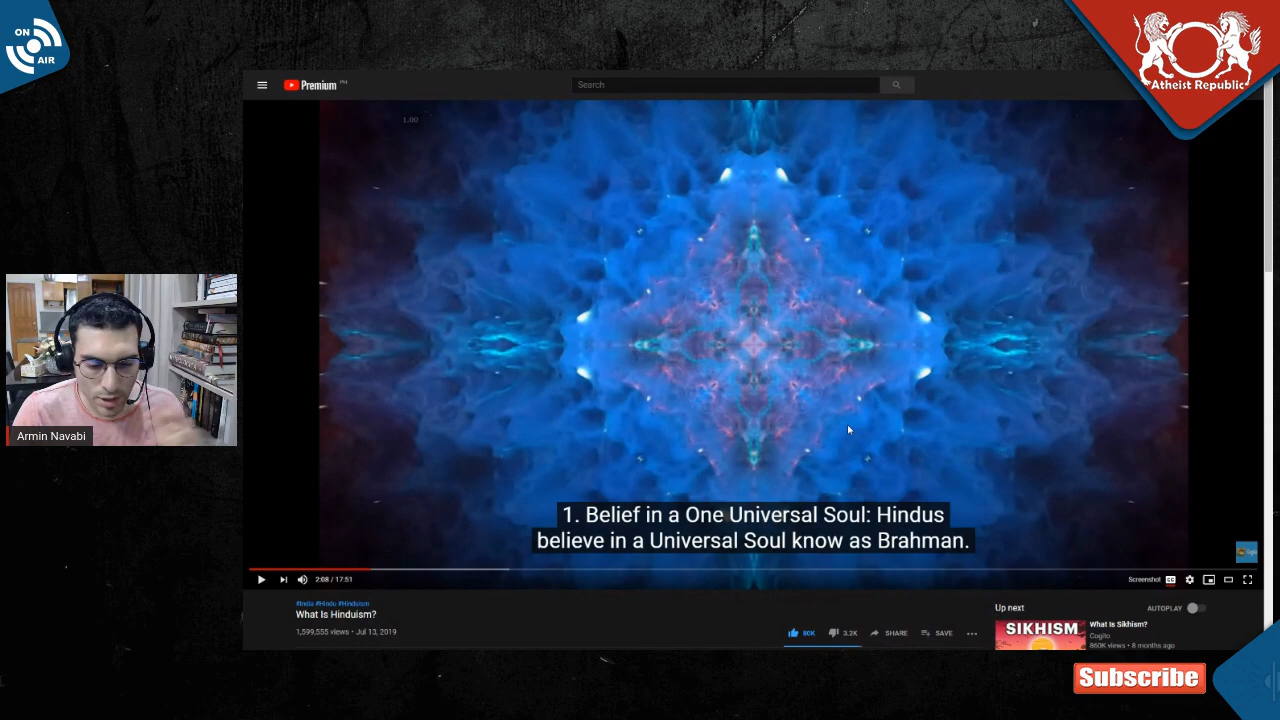 ON
AIR
Atheist Republic
Premium PH
Search
1.00
1. Belief in a One Universal Soul: Hindus
believe in a Universal Soul know as Brahman.
Armin Navabi
2:08 / 17:51
Screenshot
CC
#India #Hindu #Hinduism
What Is Hinduism?
1,599,555 views • Jul 13, 2019
80K
3.2K
SHARE
SAVE
Up next
AUTOPLAY
SIKHISM
What Is Sikhism?
Cogito
860K views • 8 months ago
Subscribe